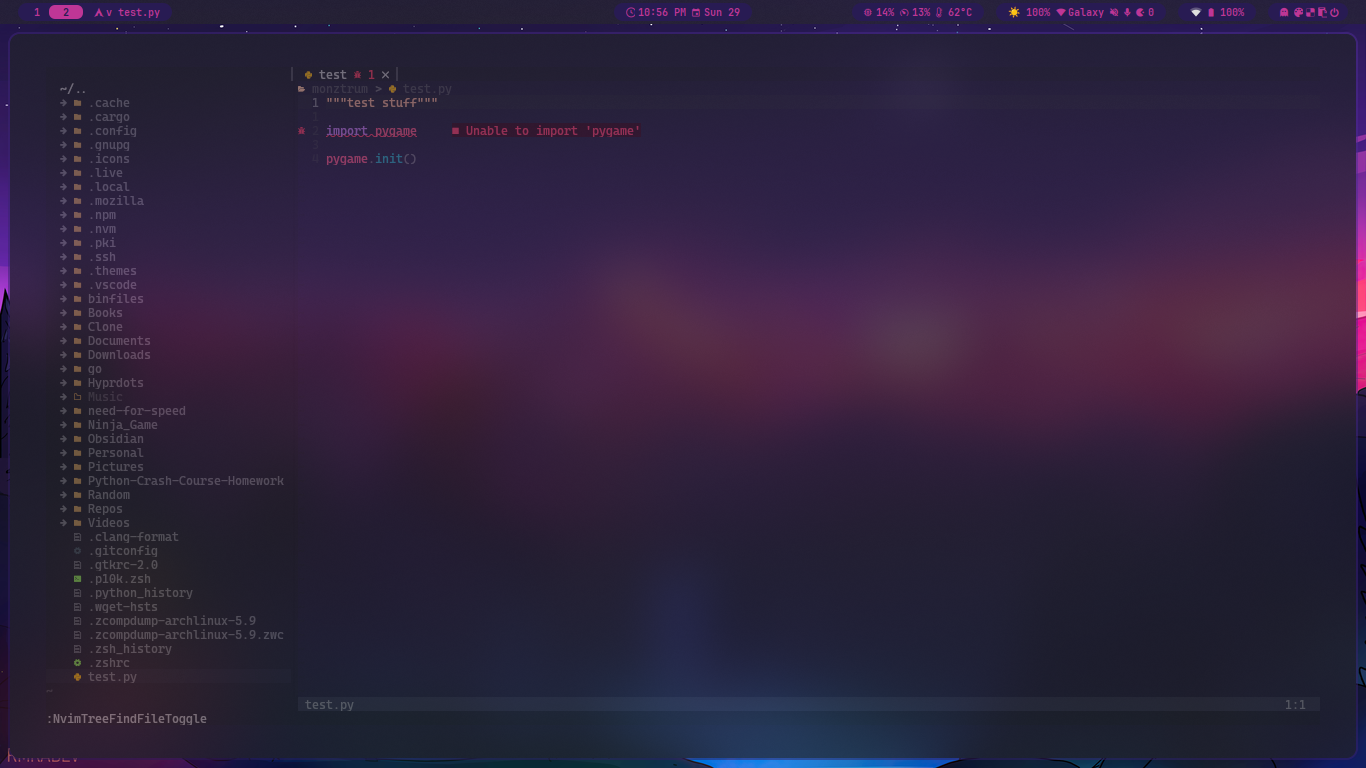 1 2 v test.py 10:56 PM Sun 29 14% 13% 62°C 100% Galaxy 0 100%
test 1 ×
~/..
monztrum > test.py
.cache
1 """test stuff"""
.cargo
1
.config
2 import pygame ■ Unable to import 'pygame'
.gnupg
3
.icons
4 pygame.init()
.live
.local
.mozilla
.npm
.nvm
.pki
.ssh
.themes
.vscode
binfiles
Books
Clone
Documents
Downloads
go
Hyprdots
Music
need-for-speed
Ninja_Game
Obsidian
Personal
Pictures
Python-Crash-Course-Homework
Random
Repos
Videos
.clang-format
.gitconfig
.gtkrc-2.0
.p10k.zsh
.python_history
.wget-hsts
.zcompdump-archlinux-5.9
.zcompdump-archlinux-5.9.zwc
.zsh_history
.zshrc
test.py
~
test.py 1:1
:NvimTreeFindFileToggle